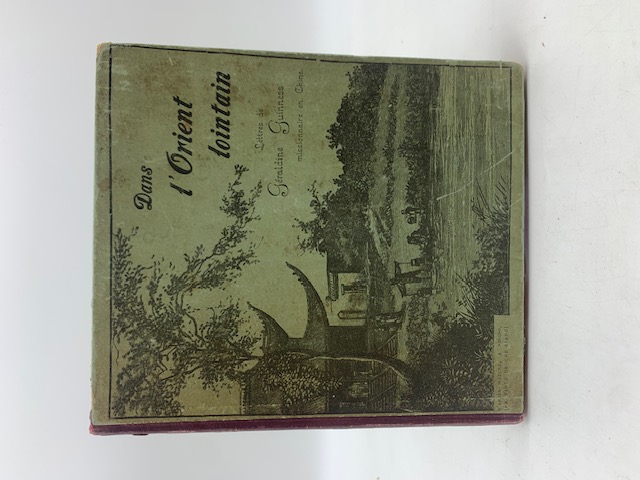 Dans
l'Orient
lointain
Lettres de
Géraldine Guinness
missionnaire en Chine